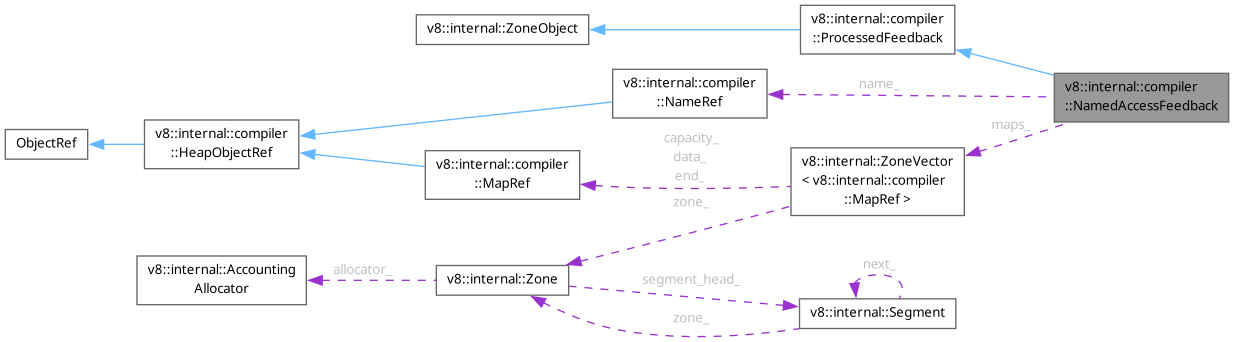 v8::internal::ZoneObject
v8::internal::compiler
::ProcessedFeedback
v8::internal::compiler
::NameRef
name_
v8::internal::compiler
::NamedAccessFeedback
ObjectRef
v8::internal::compiler
::HeapObjectRef
v8::internal::compiler
::MapRef
capacity_
data_
end_
maps_
v8::internal::ZoneVector
< v8::internal::compiler
::MapRef >
zone_
v8::internal::Accounting
Allocator
allocator_
v8::internal::Zone
segment_head_
next_
v8::internal::Segment
zone_